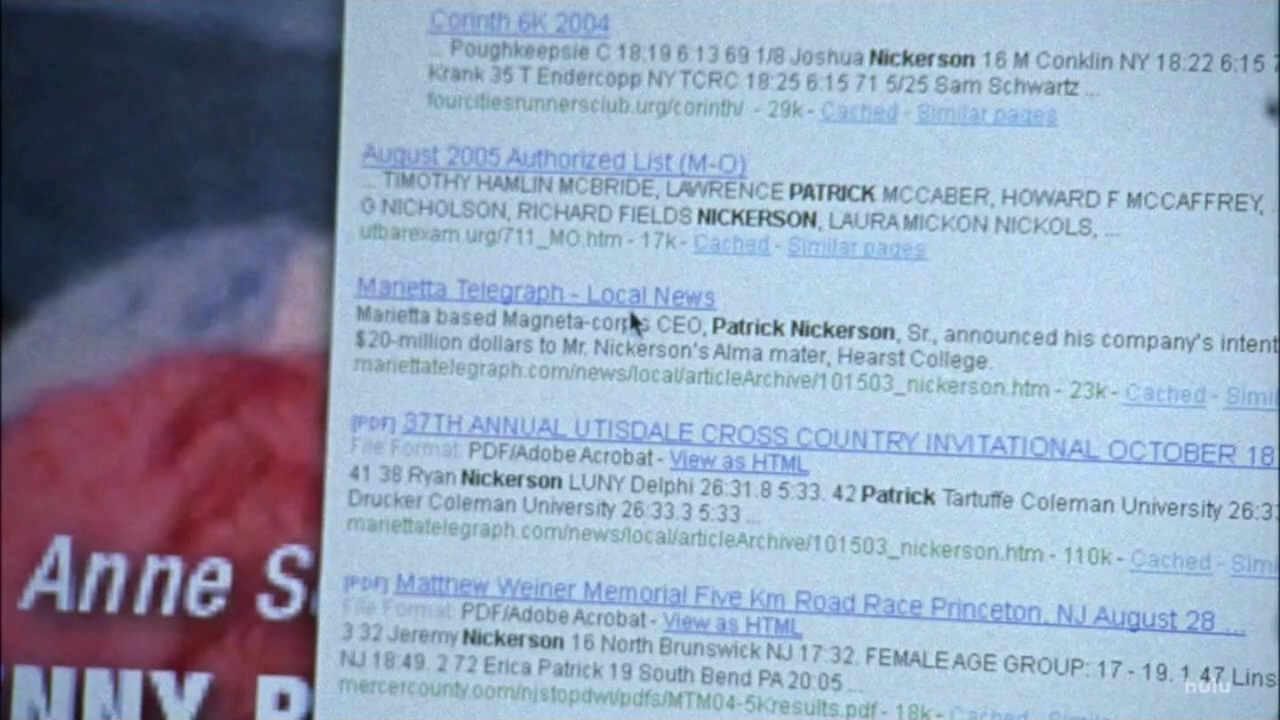 Corinth 6K 2004
... Poughkeepsie C 18:19 6:13 69 1/8 Joshua Nickerson 16 M Conklin NY 18:22 6:15
Krank 35 T Endercopp NY TCRC 18:25 6:15 71 5/25 Sam Schwartz ...
fourcitiesrunnersclub.urg/corinth/ - 29k - Cached - Similar pages
August 2005 Authorized List (M-O)
... TIMOTHY HAMLIN MCBRIDE, LAWRENCE PATRICK MCCABER, HOWARD F MCCAFFREY,
G NICHOLSON, RICHARD FIELDS NICKERSON, LAURA MICKON NICKOLS, ...
utbarexam.urg/711_MO.htm - 17k - Cached - Similar pages
Marietta Telegraph - Local News
Marietta based Magneta-corp's CEO, Patrick Nickerson, Sr., announced his company's intent
$20-million dollars to Mr. Nickerson's Alma mater, Hearst College.
mariettatelegraph.com/news/local/articleArchive/101503_nickerson.htm - 23k - Cached - Simi
[PDF] 37TH ANNUAL UTISDALE CROSS COUNTRY INVITATIONAL OCTOBER 18
File Format: PDF/Adobe Acrobat - View as HTML
41 38 Ryan Nickerson LUNY Delphi 26:31.8 5:33. 42 Patrick Tartuffe Coleman University 26:3
Drucker Coleman University 26:33.3 5:33 ...
mariettatelegraph.com/news/local/articleArchive/101503_nickerson.htm - 110k - Cached - Simi
[PDF] Matthew Weiner Memorial Five Km Road Race Princeton, NJ August 28 ...
File Format: PDF/Adobe Acrobat - View as HTML
3 32 Jeremy Nickerson 16 North Brunswick NJ 17:32. FEMALE AGE GROUP: 17 - 19. 1 47 Lins
NJ 18:49. 2 72 Erica Patrick 19 South Bend PA 20:05 ...
mercercounty.oom/njstopdwi/pdfs/MTM04-5Kresults.pdf - 18k - Cached - Similar pages
Anne S
NNY P
hulu